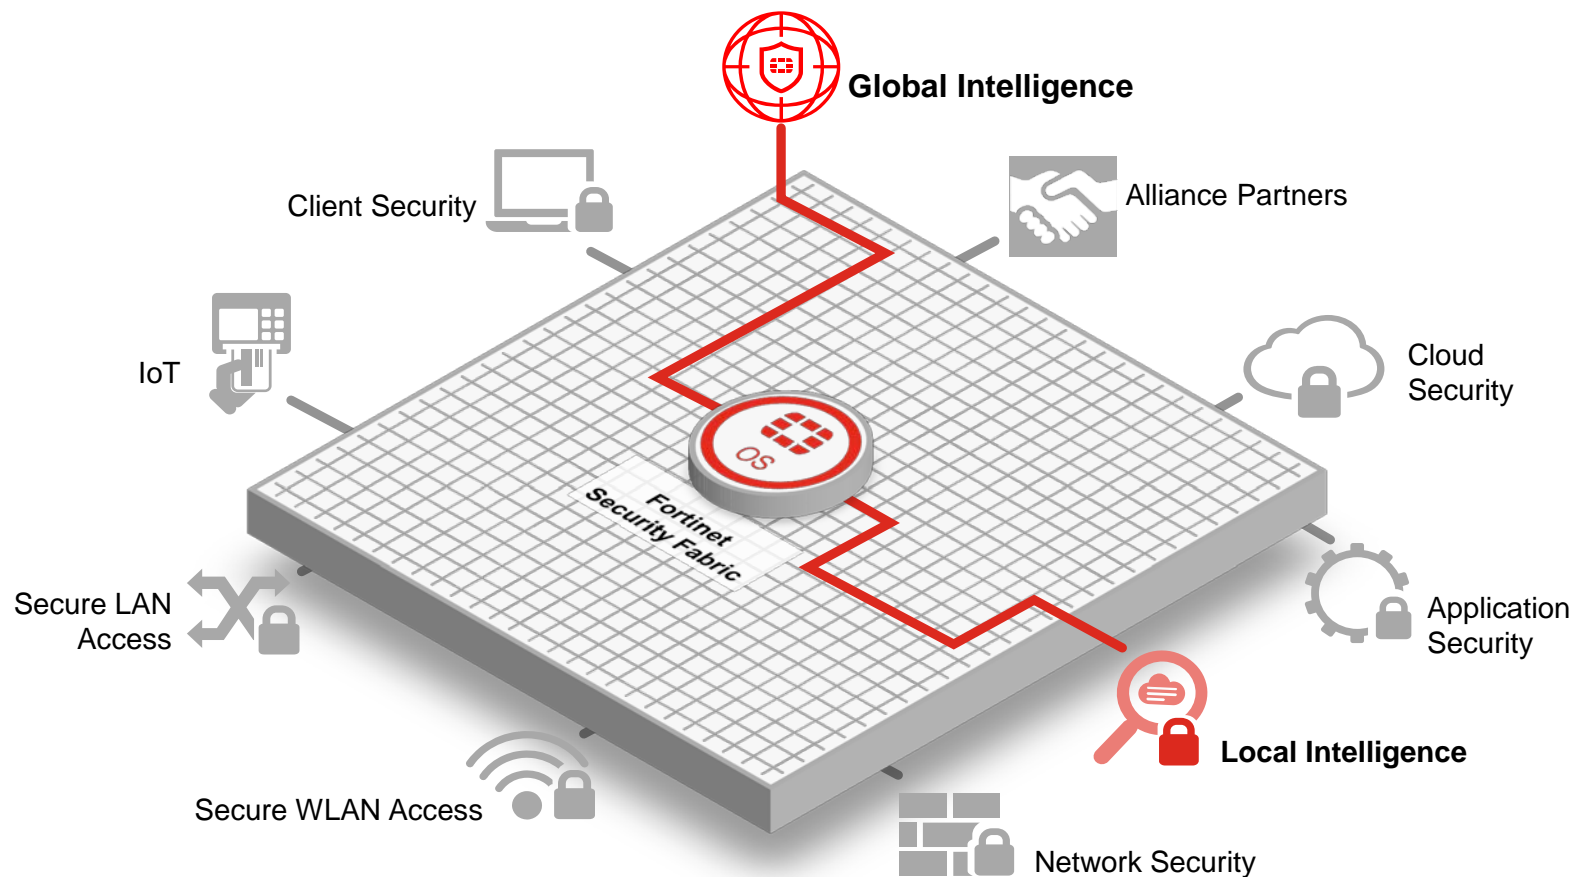 Global Intelligence
Client Security
Alliance Partners
IoT
Cloud
Security
OS
Fortinet
Security Fabric
Secure LAN
Access
Application
Security
Local Intelligence
Secure WLAN Access
Network Security